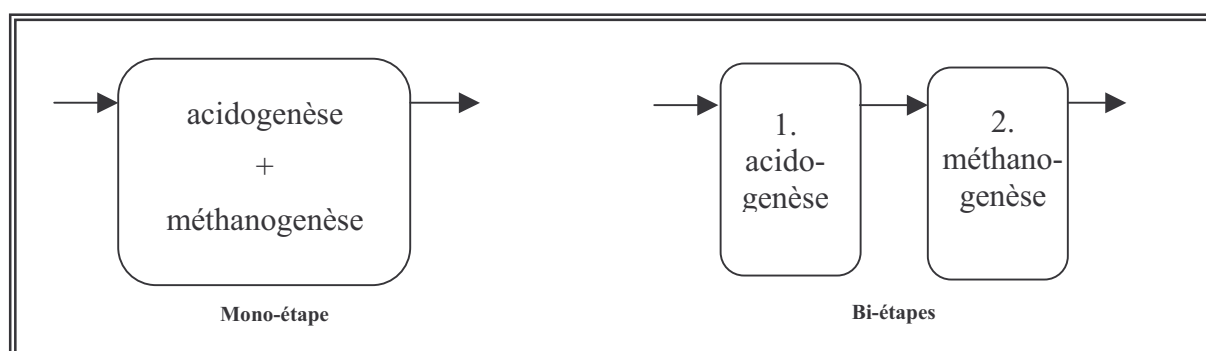 acidogenèse
+
méthanogenèse
Mono-étape
1.
acido-
genèse
2.
méthano-
genèse
Bi-étapes